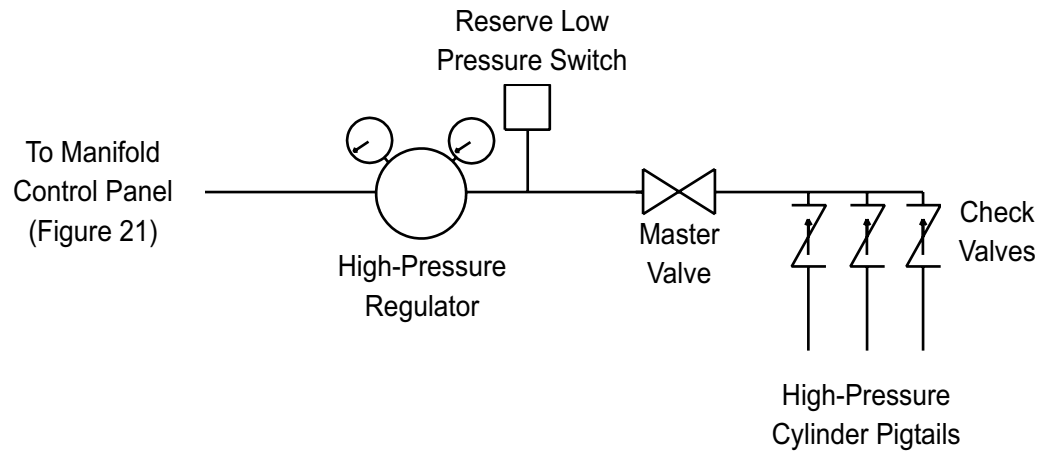 Reserve Low
Pressure Switch
To Manifold
Control Panel
(Figure 21)
High-Pressure
Regulator
Master
Valve
Check
Valves
High-Pressure
Cylinder Pigtails